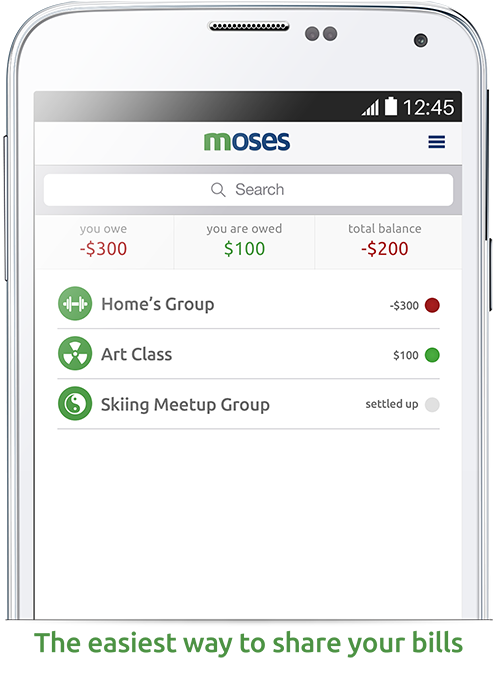 12:45
moses
Search
you owe
you are owed
total balance
-$300
$100
-$200
Home's Group
-$300
Art Class
$100
Skiing Meetup Group
settled up
The easiest way to share your bills